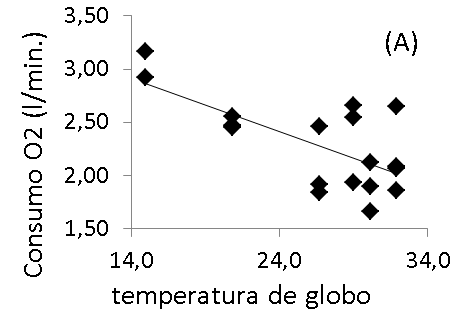 3,50
(A)
3,00
2,50
2,00
1,50
Consumo O2 (l/min.)
14,0 24,0 34,0
temperatura de globo